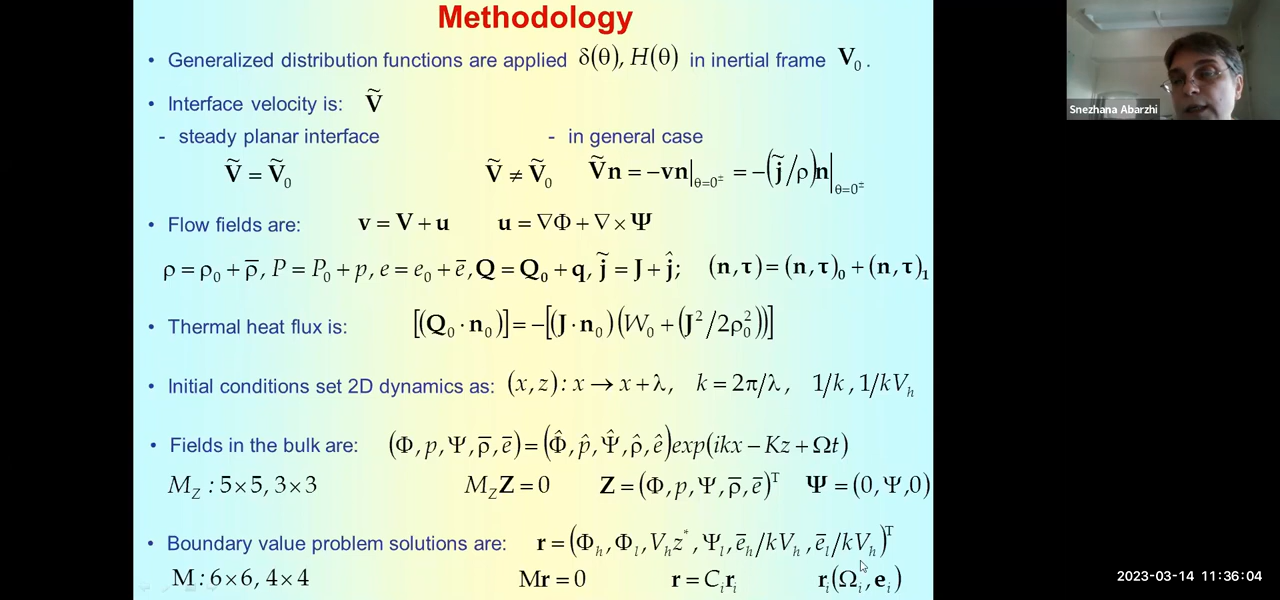 Methodology
• Generalized distribution functions are applied δ(θ), H(θ) in inertial frame V₀ .
• Interface velocity is: Ṽ
- steady planar interface - in general case
Ṽ = Ṽ₀ Ṽ ≠ Ṽ₀ Ṽn = −vn|θ=0± = −(j̃/ρ)n|θ=0±
• Flow fields are: v = V + u u = ∇Φ + ∇ × Ψ
ρ = ρ₀ + ρ̄, P = P₀ + p, e = e₀ + ē, Q = Q₀ + q, j̃ = J + ĵ; (n, τ) = (n, τ)₀ + (n, τ)₁
• Thermal heat flux is: [(Q₀ · n₀)] = −[(J · n₀)(W₀ + (J²/2ρ₀²))]
• Initial conditions set 2D dynamics as: (x, z) : x → x + λ, k = 2π/λ, 1/k, 1/kVₕ
• Fields in the bulk are: (Φ, p, Ψ, ρ̄, ē) = (Φ̂, p̂, Ψ̂, ρ̂, ê)exp(ikx − Kz + Ωt)
M_Z : 5×5, 3×3 M_Z Z = 0 Z = (Φ, p, Ψ, ρ̄, ē)ᵀ Ψ = (0, Ψ,0)
• Boundary value problem solutions are: r = (Φₕ, Φₗ, Vₕz*, Ψₗ, ēₕ/kVₕ, ēₗ/kVₕ)ᵀ
M : 6×6, 4×4 Mr = 0 r = Cᵢrᵢ rᵢ(Ωᵢ, eᵢ)
Snezhana Abarzhi
2023-03-14 11:36:04